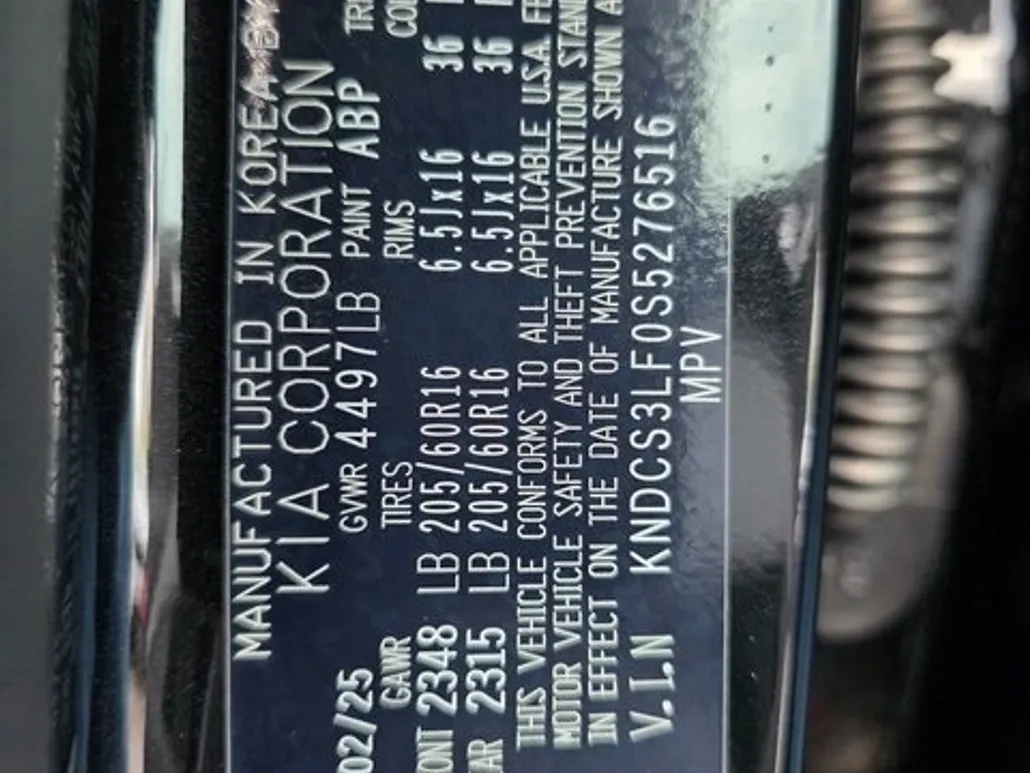 MANUFACTURED IN KOREA
KIA CORPORATION
02/25 GVWR 4497LB PAINT ABP
GAWR TIRES RIMS
2348 LB 205/60R16 6.5Jx16 36
2315 LB 205/60R16 6.5Jx16 36
THIS VEHICLE CONFORMS TO ALL APPLICABLE U.S.A.
MOTOR VEHICLE SAFETY AND THEFT PREVENTION
IN EFFECT ON THE DATE OF MANUFACTURE SHOWN
V.I.N KNDCS3LF0S5276516
MPV